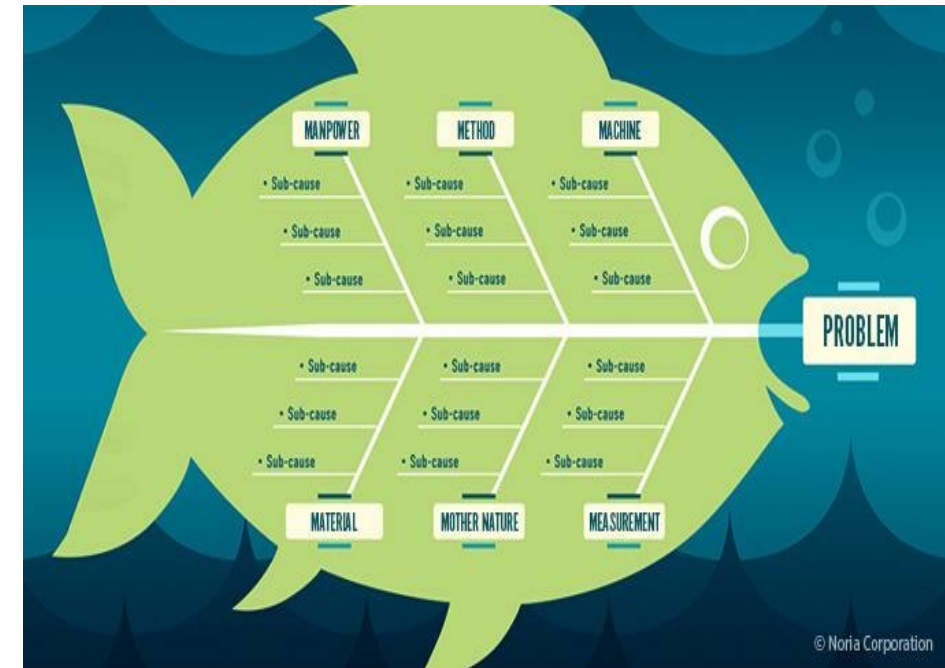 MANPOWER
METHOD
MACHINE
• Sub-cause
• Sub-cause
• Sub-cause
• Sub-cause
• Sub-cause
• Sub-cause
• Sub-cause
• Sub-cause
• Sub-cause
PROBLEM
• Sub-cause
• Sub-cause
• Sub-cause
• Sub-cause
• Sub-cause
• Sub-cause
• Sub-cause
• Sub-cause
• Sub-cause
MATERIAL
MOTHER NATURE
MEASUREMENT
© Noria Corporation